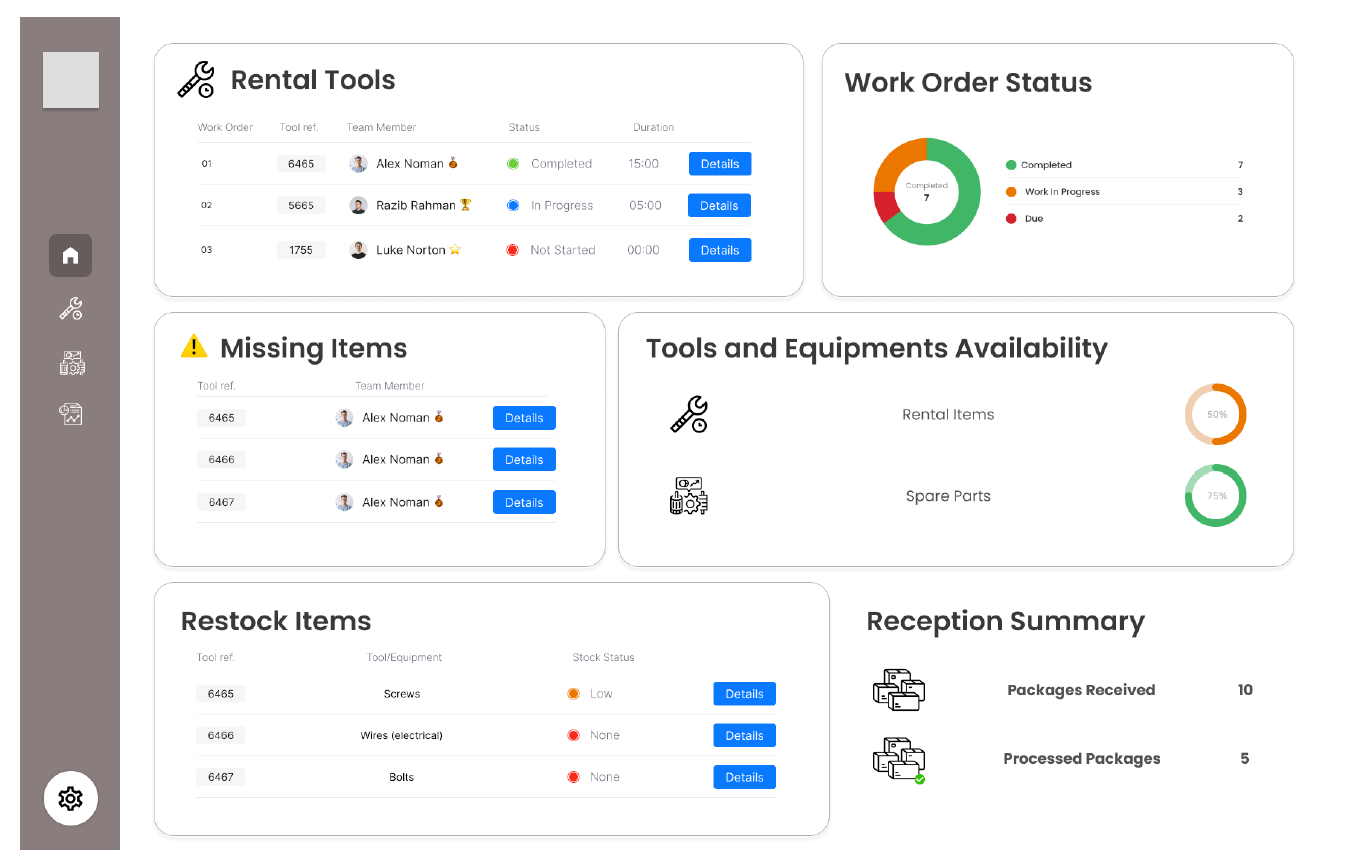 Rental Tools
Work Order Tool ref. Team Member Status Duration
01 6465 Alex Noman Completed 15:00 Details
02 5665 Razib Rahman In Progress 05:00 Details
03 1755 Luke Norton Not Started 00:00 Details
Work Order Status
Completed
7
Completed 7
Work In Progress 3
Due 2
Missing Items
Tool ref. Team Member
6465 Alex Noman Details
6466 Alex Noman Details
6467 Alex Noman Details
Tools and Equipments Availability
Rental Items 50%
Spare Parts 75%
Restock Items
Tool ref. Tool/Equipment Stock Status
6465 Screws Low Details
6466 Wires (electrical) None Details
6467 Bolts None Details
Reception Summary
Packages Received 10
Processed Packages 5